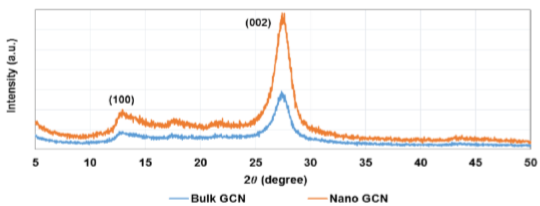 (002)
(100)
Intensity (a.u.)
5 10 15 20 25 30 35 40 45 50
2θ (degree)
Bulk GCN Nano GCN